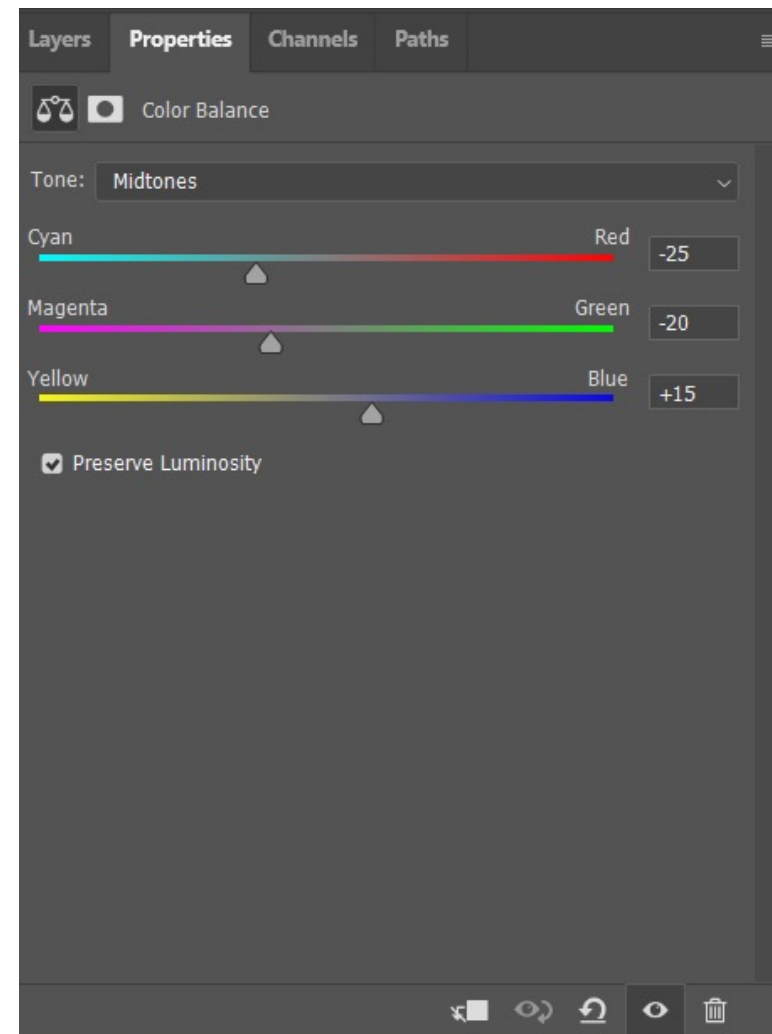 Layers Properties Channels Paths
Color Balance
Tone: Midtones
Cyan Red -25
Magenta Green -20
Yellow Blue +15
Preserve Luminosity